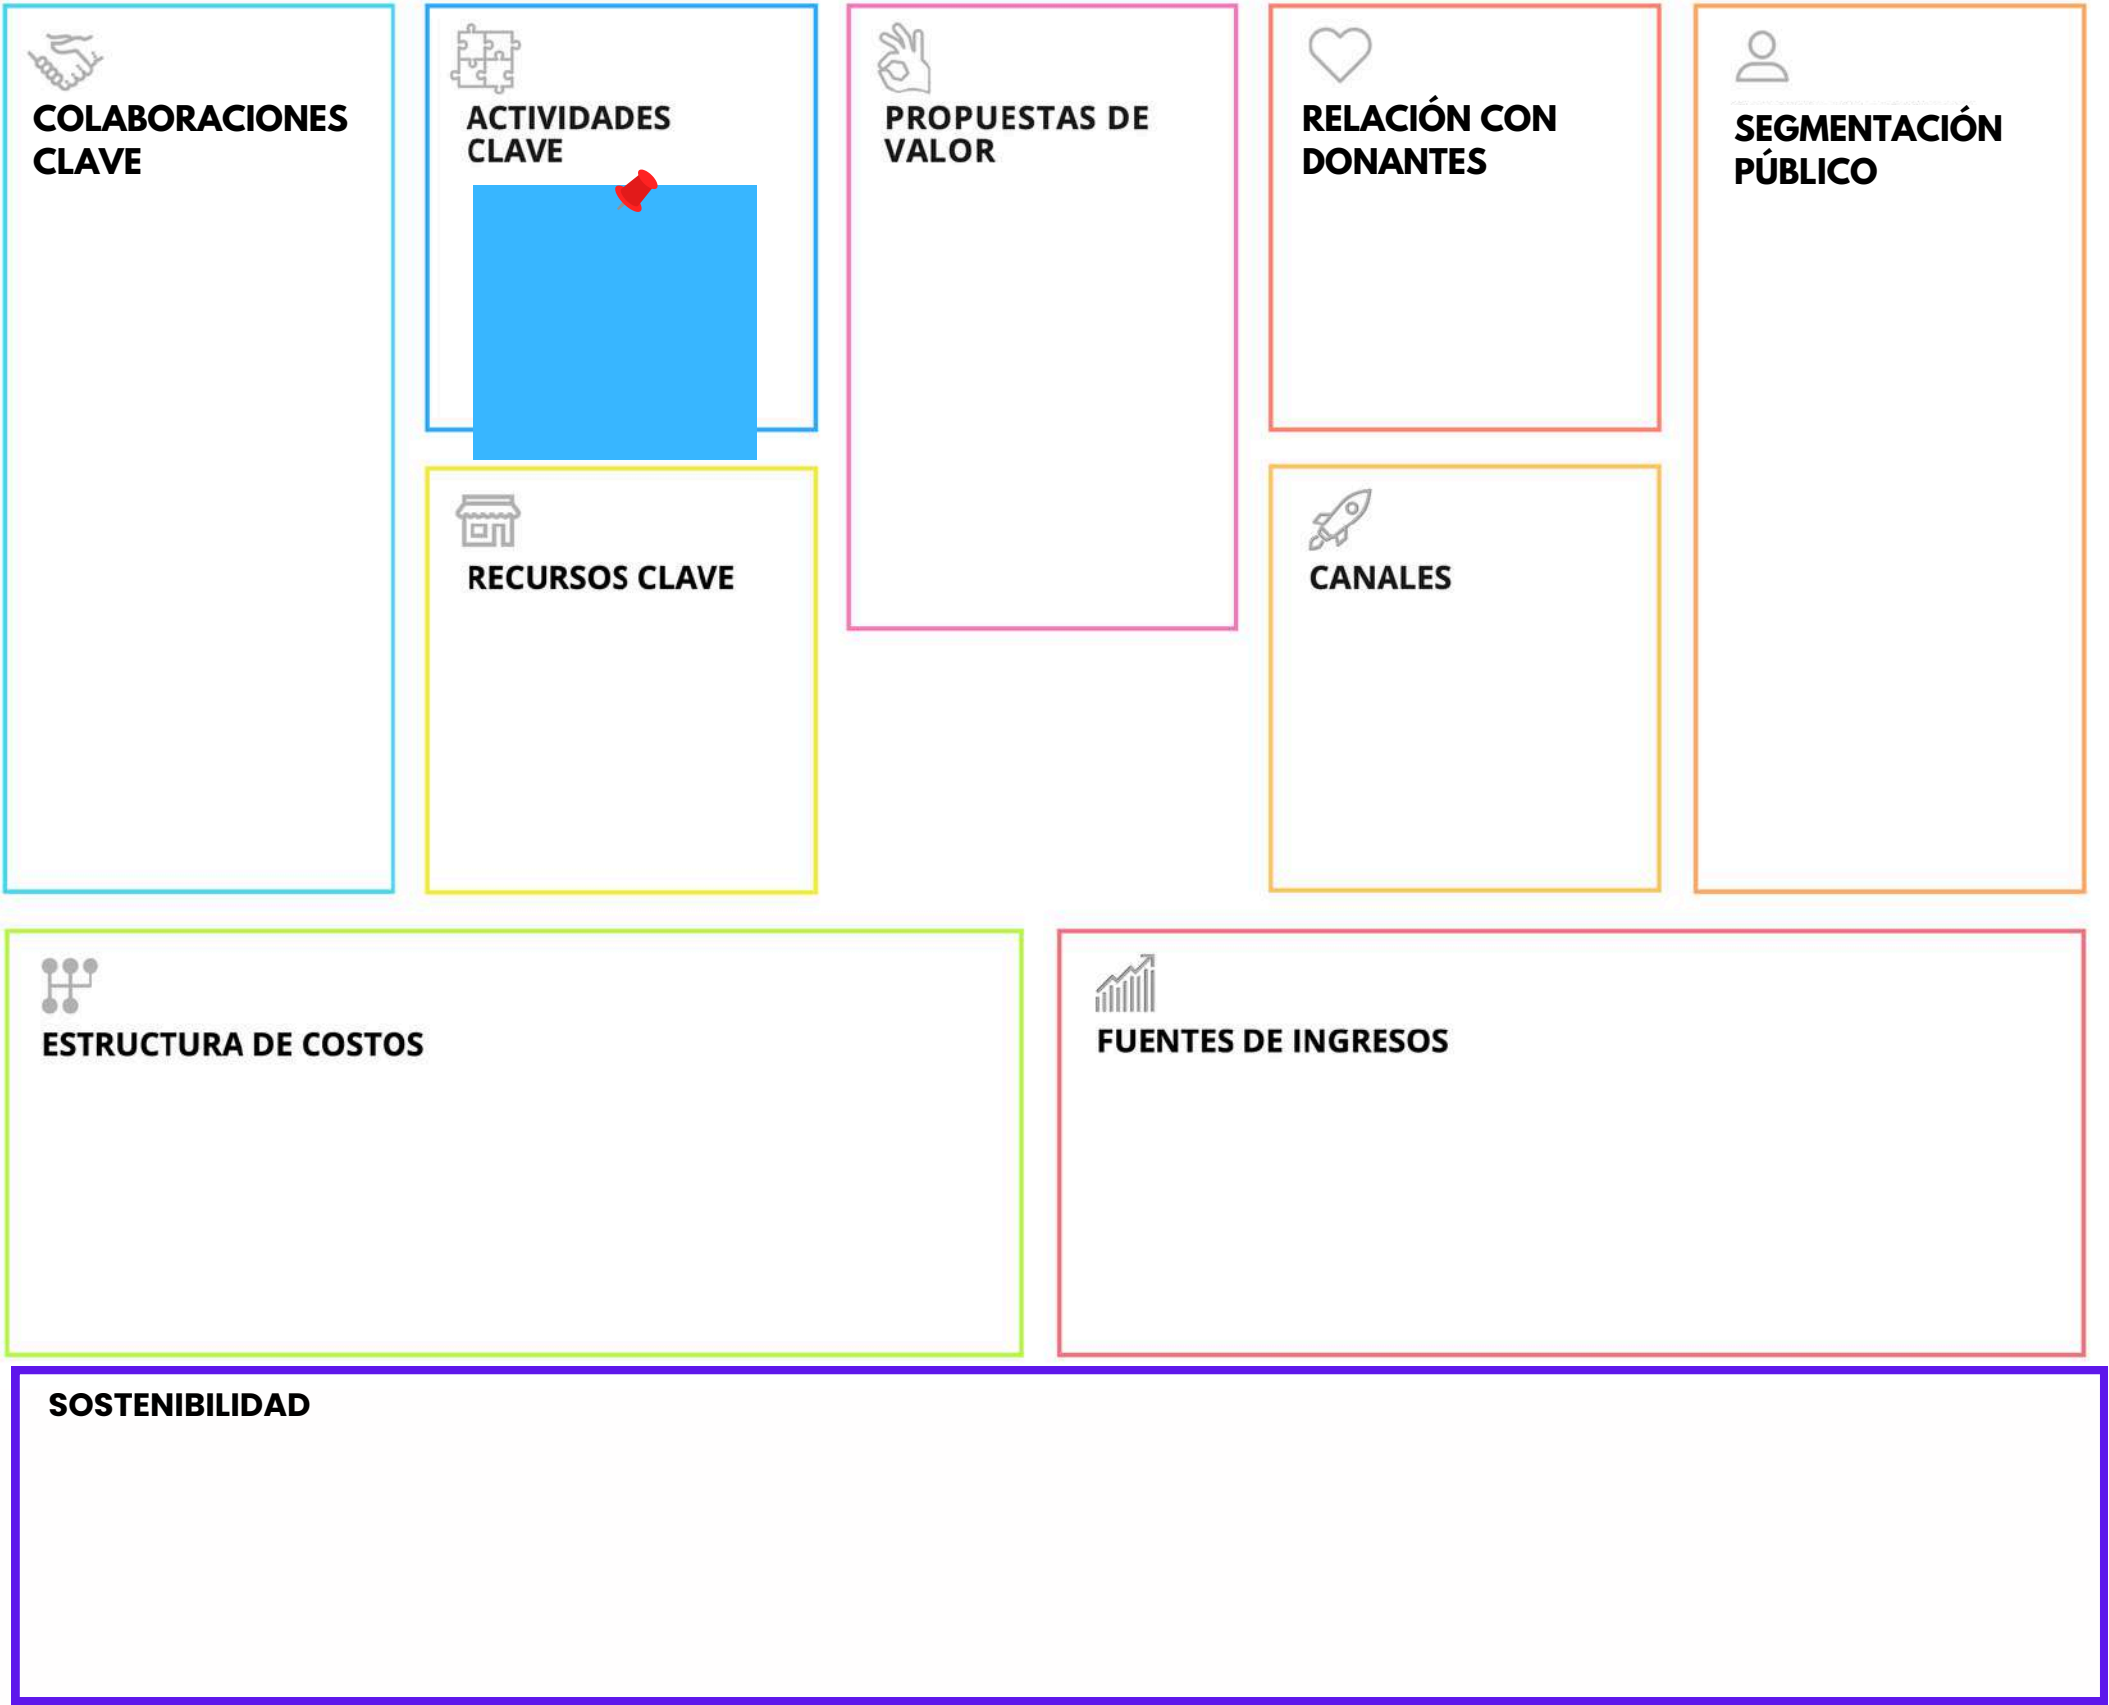 COLABORACIONES
CLAVE
ACTIVIDADES
CLAVE
PROPUESTAS DE
VALOR
RELACIÓN CON
DONANTES
SEGMENTACIÓN
PÚBLICO
RECURSOS CLAVE
CANALES
ESTRUCTURA DE COSTOS
FUENTES DE INGRESOS
SOSTENIBILIDAD